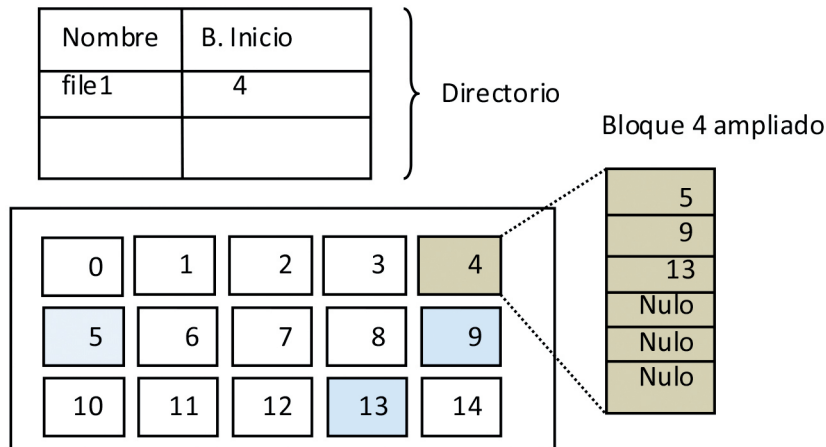 Nombre B. Inicio
file1 4
Directorio
Bloque 4 ampliado
0 1 2 3 4
5 6 7 8 9
10 11 12 13 14
5
9
13
Nulo
Nulo
Nulo